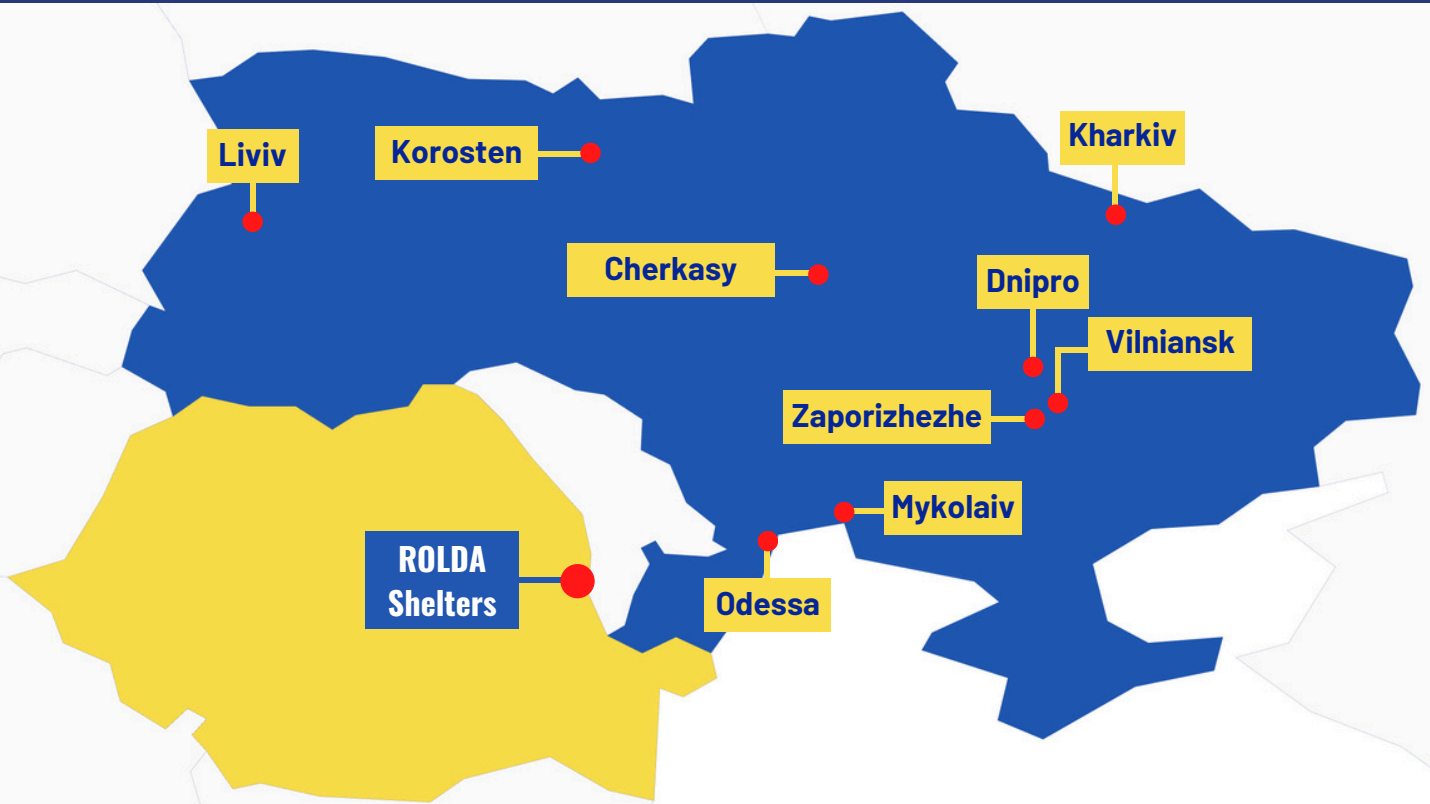 Liviv
Korosten
Kharkiv
Cherkasy
Dnipro
Vilniansk
Zaporizhezhe
Mykolaiv
ROLDA
Shelters
Odessa